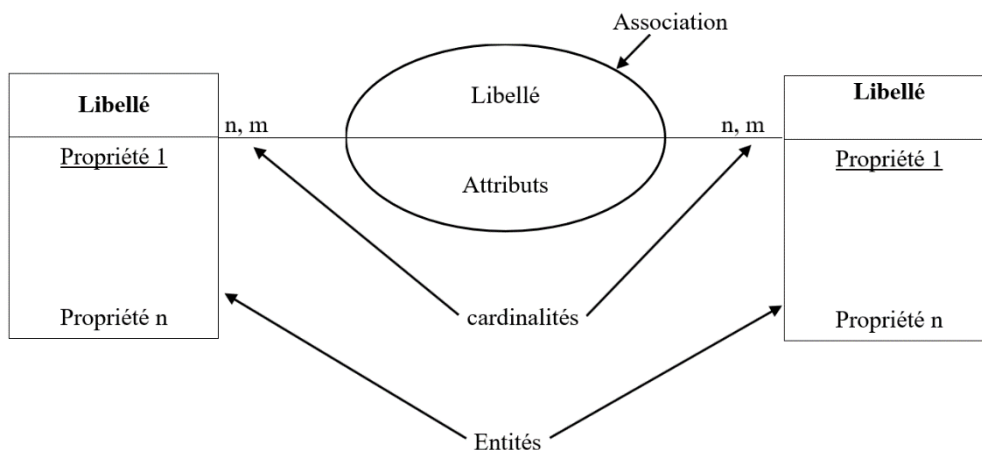 Association
Libellé
Libellé
Libellé
n, m
n, m
Propriété 1
Propriété 1
Attributs
Propriété n
cardinalités
Propriété n
Entités